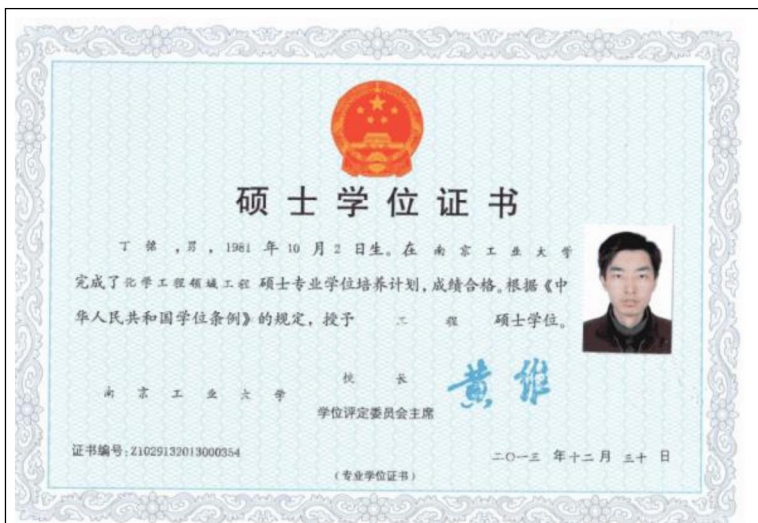 硕士学位证书
丁 ，男，1981 年 10 月 2 日生。在 南京工业大学
完成了化学工程领域工程 硕士专业学位培养计划，成绩合格。根据《中
华人民共和国学位条例》的规定，授予 工 程 硕士学位。
南京工业大学
校 长
黄维
学位评定委员会主席
证书编号：Z1029132013000354
二〇一三 年十二月 三十 日
（专业学位证书）